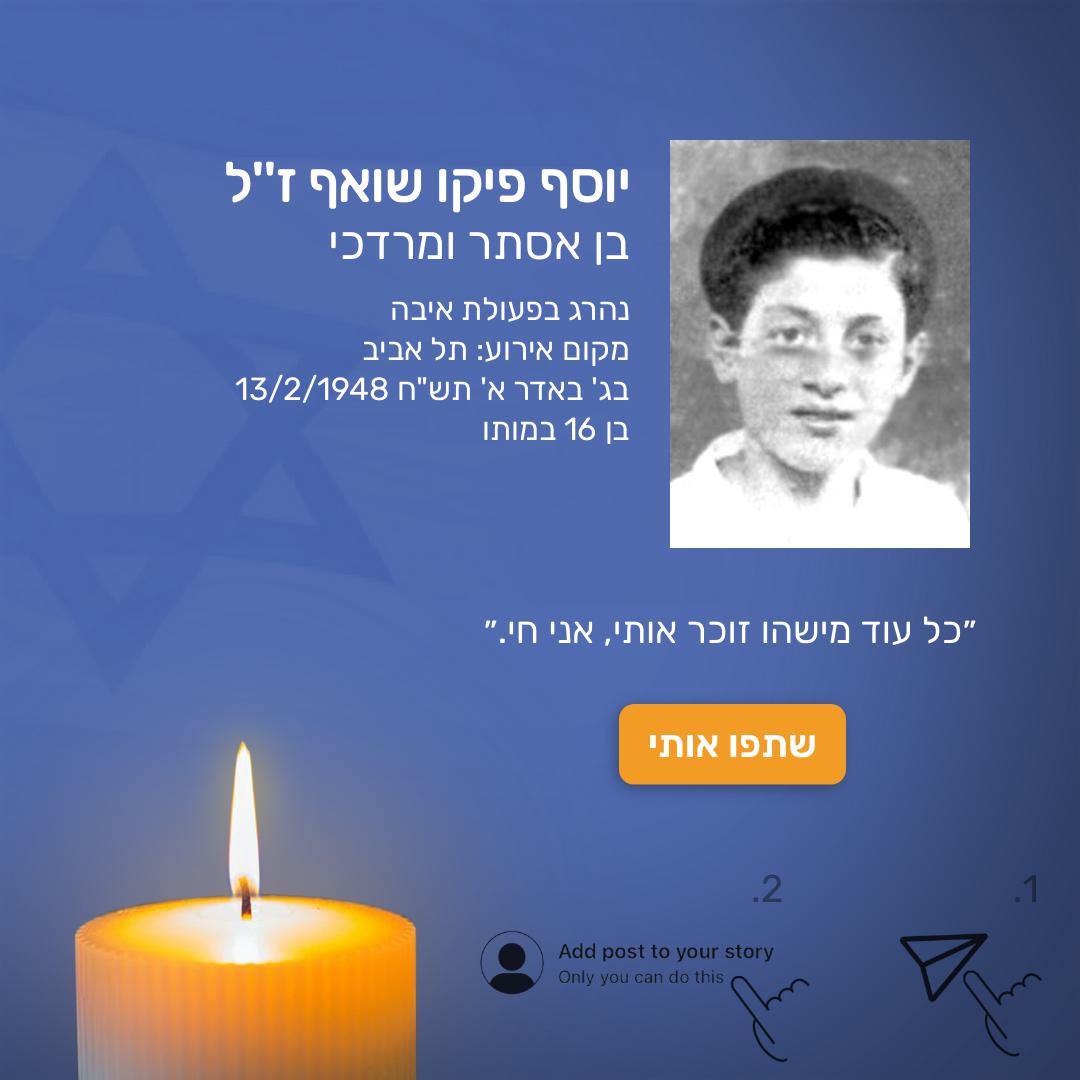 יוסף פיקו שואף ז"ל
בן אסתר ומרדכי
נהרג בפעולת איבה
מקום אירוע: תל אביב
בג' באדר א' תש"ח 13/2/1948
בן 16 במותו
״כל עוד מישהו זוכר אותי, אני חי.״
שתפו אותי
1.
2.
Add post to your story
Only you can do this